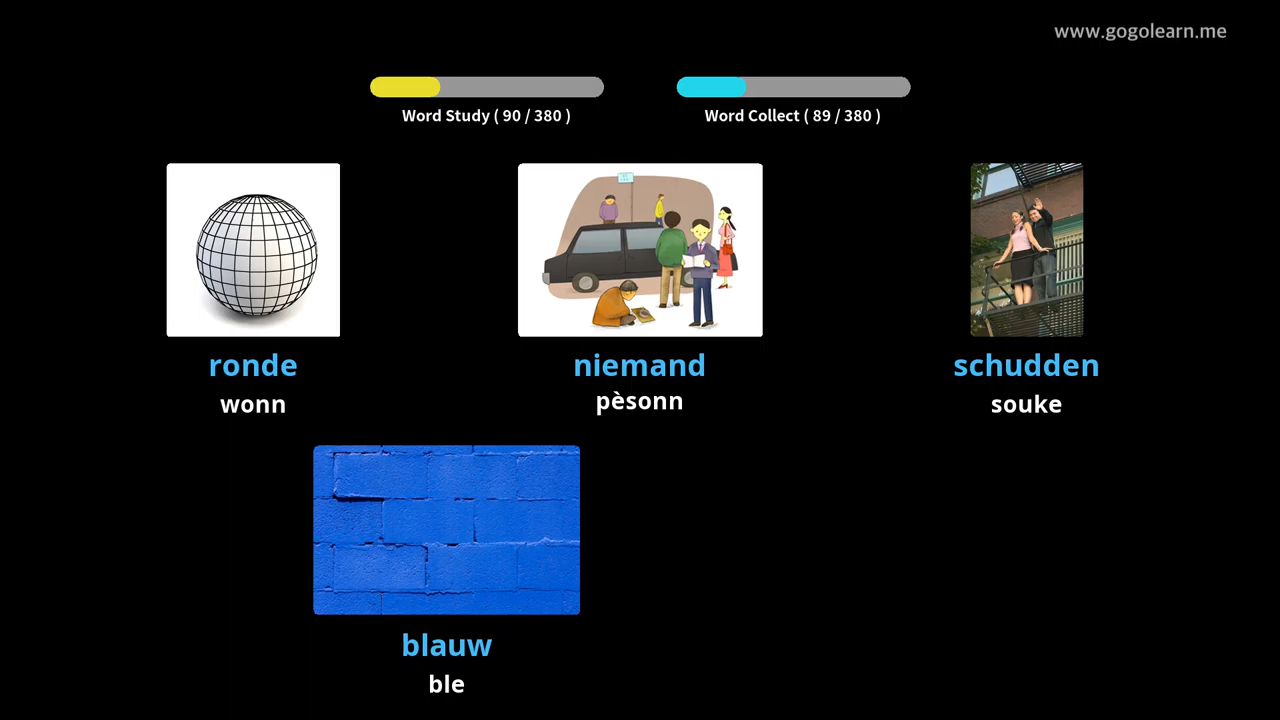 www.gogolearn.me
Word Study ( 90 / 380 )
Word Collect ( 89 / 380 )
ronde
wonn
niemand
pèsonn
schudden
souke
blauw
ble